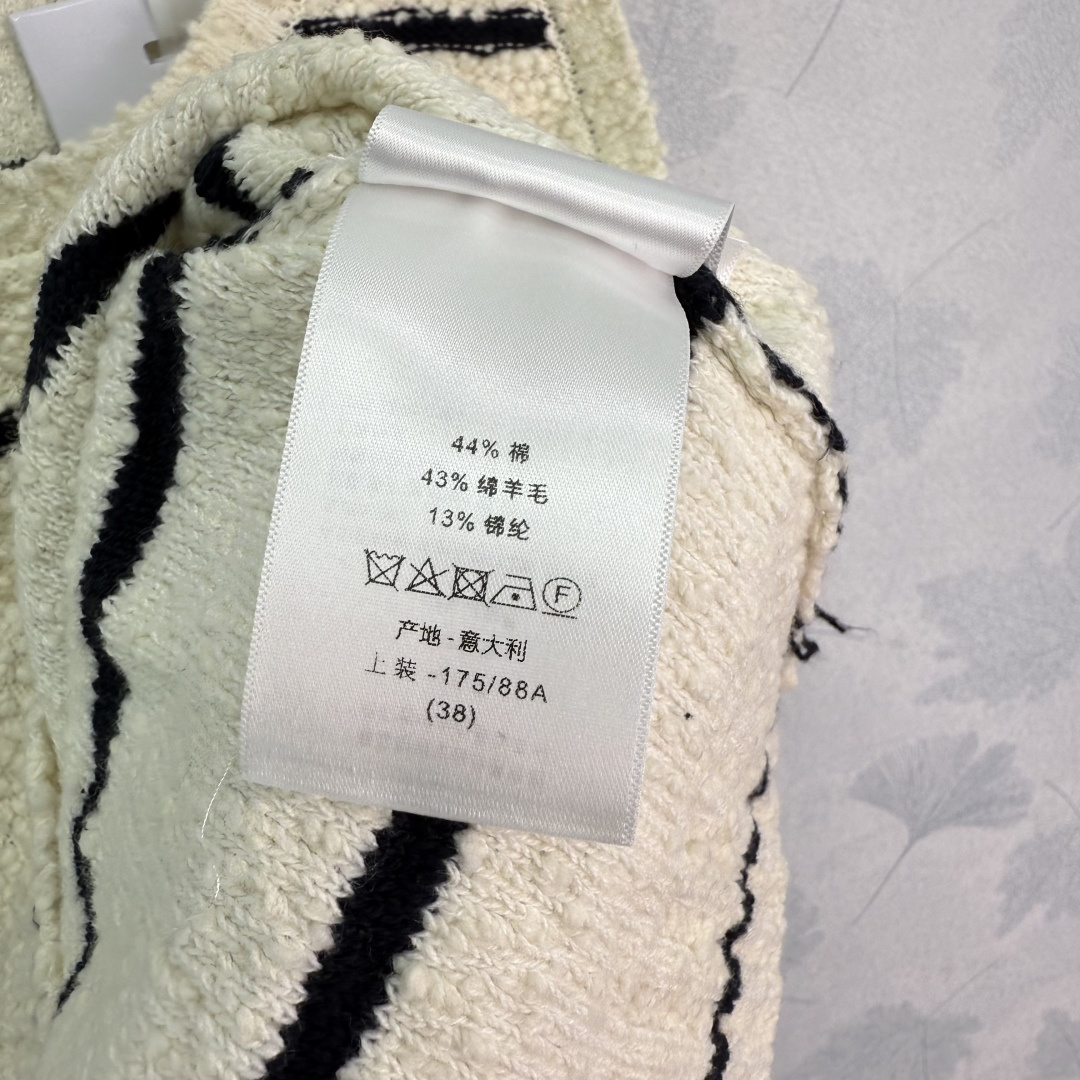 44% 棉
43% 绵羊毛
13% 锦纶
F
产地 - 意大利
上装 -175/88A
(38)